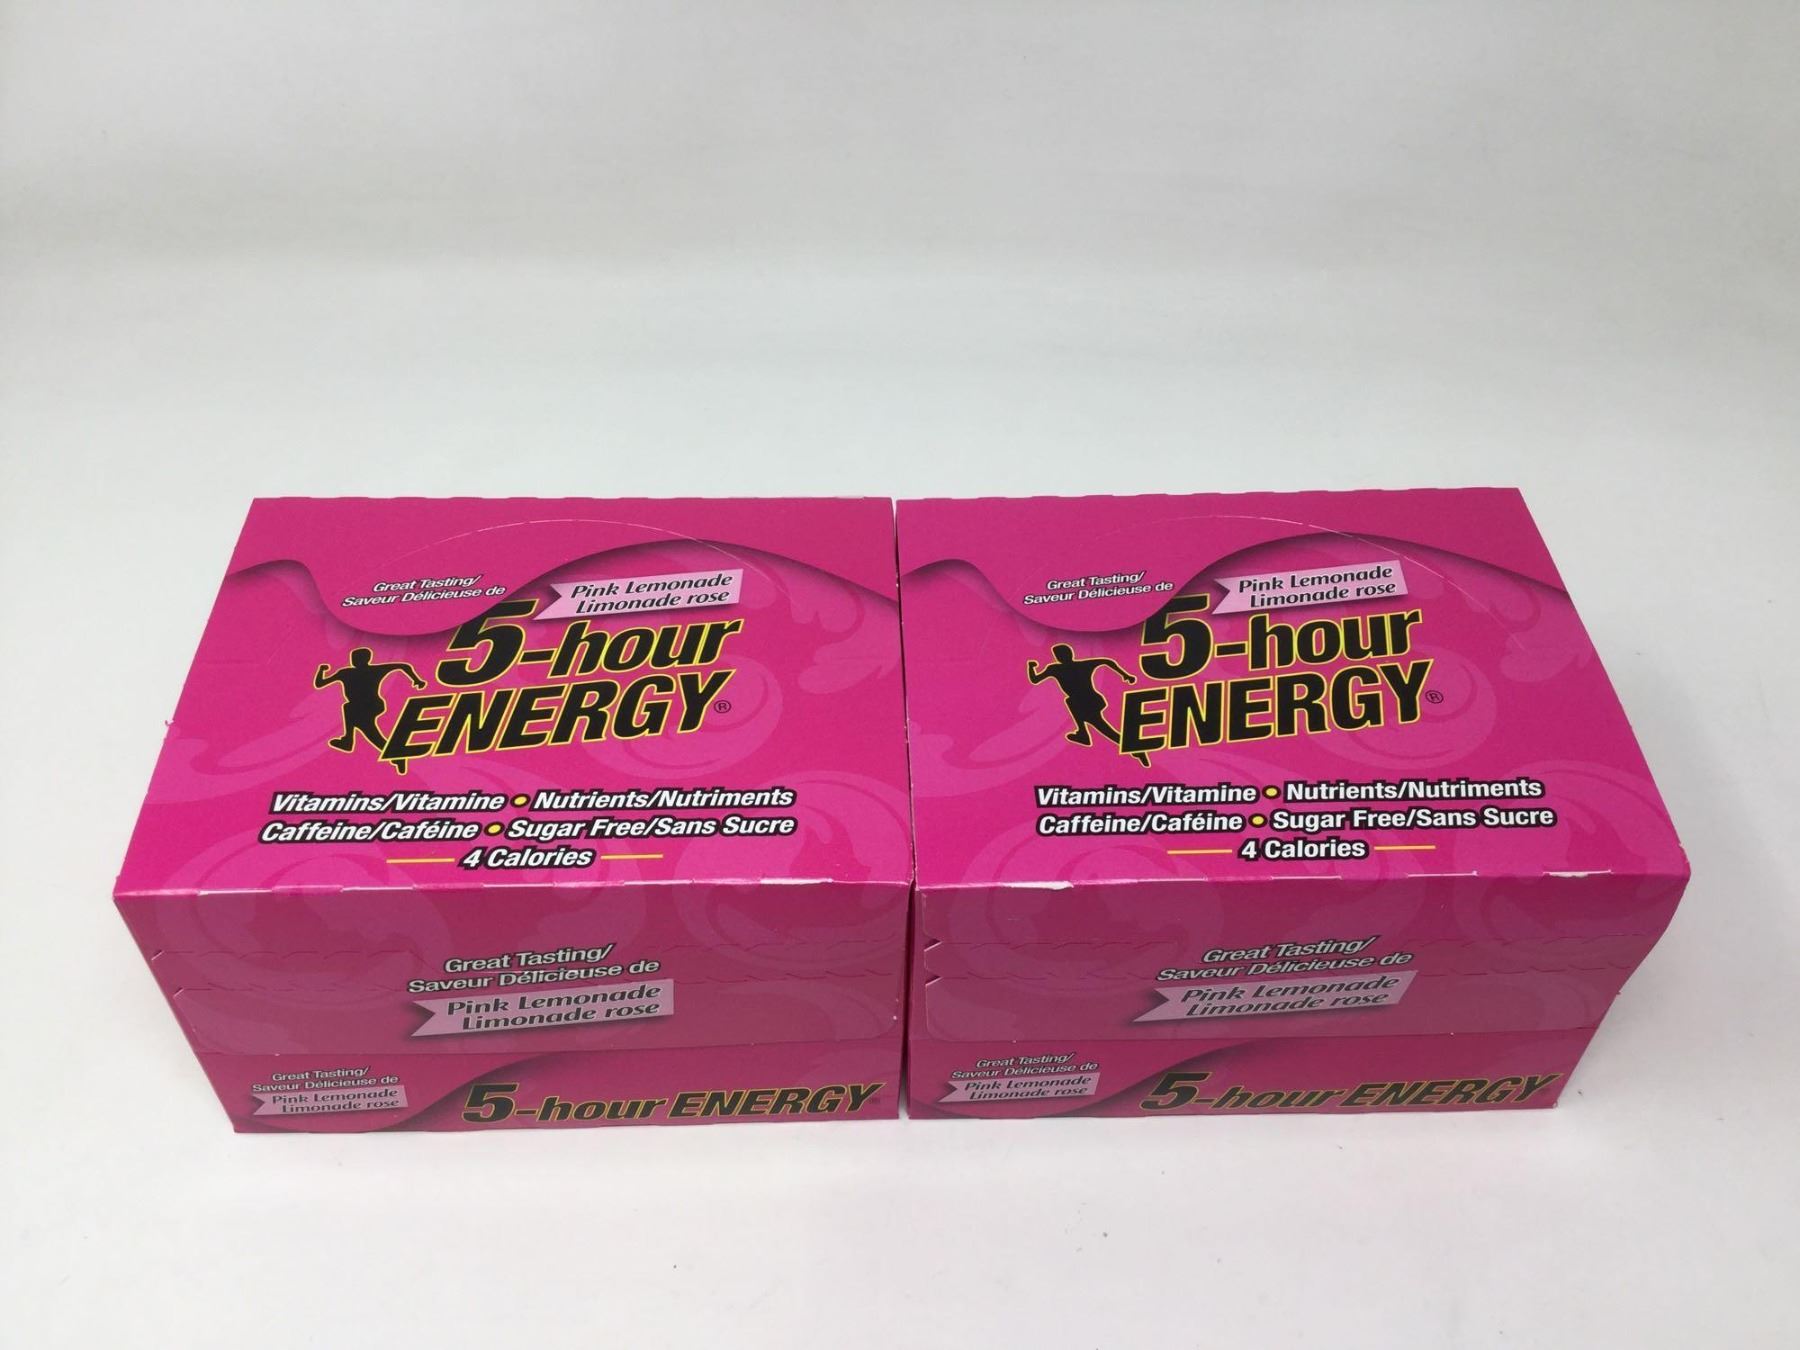 Great Tasting/
Saveur Délicieuse de
Pink Lemonade
Limonade rose
5-hour
ENERGY®
Vitamins/Vitamine • Nutrients/Nutriments
Caffeine/Caféine • Sugar Free/Sans Sucre
4 Calories
Great Tasting/
Saveur Délicieuse de
Pink Lemonade
Limonade rose
Great Tasting/
Saveur Délicieuse de
Pink Lemonade
Limonade rose
5-hour ENERGY®
Great Tasting/
Saveur Délicieuse de
Pink Lemonade
Limonade rose
5-hour
ENERGY®
Vitamins/Vitamine • Nutrients/Nutriments
Caffeine/Caféine • Sugar Free/Sans Sucre
4 Calories
Great Tasting/
Saveur Délicieuse de
Pink Lemonade
Limonade rose
Great Tasting/
Saveur Délicieuse de
Pink Lemonade
Limonade rose
5-hour ENERGY